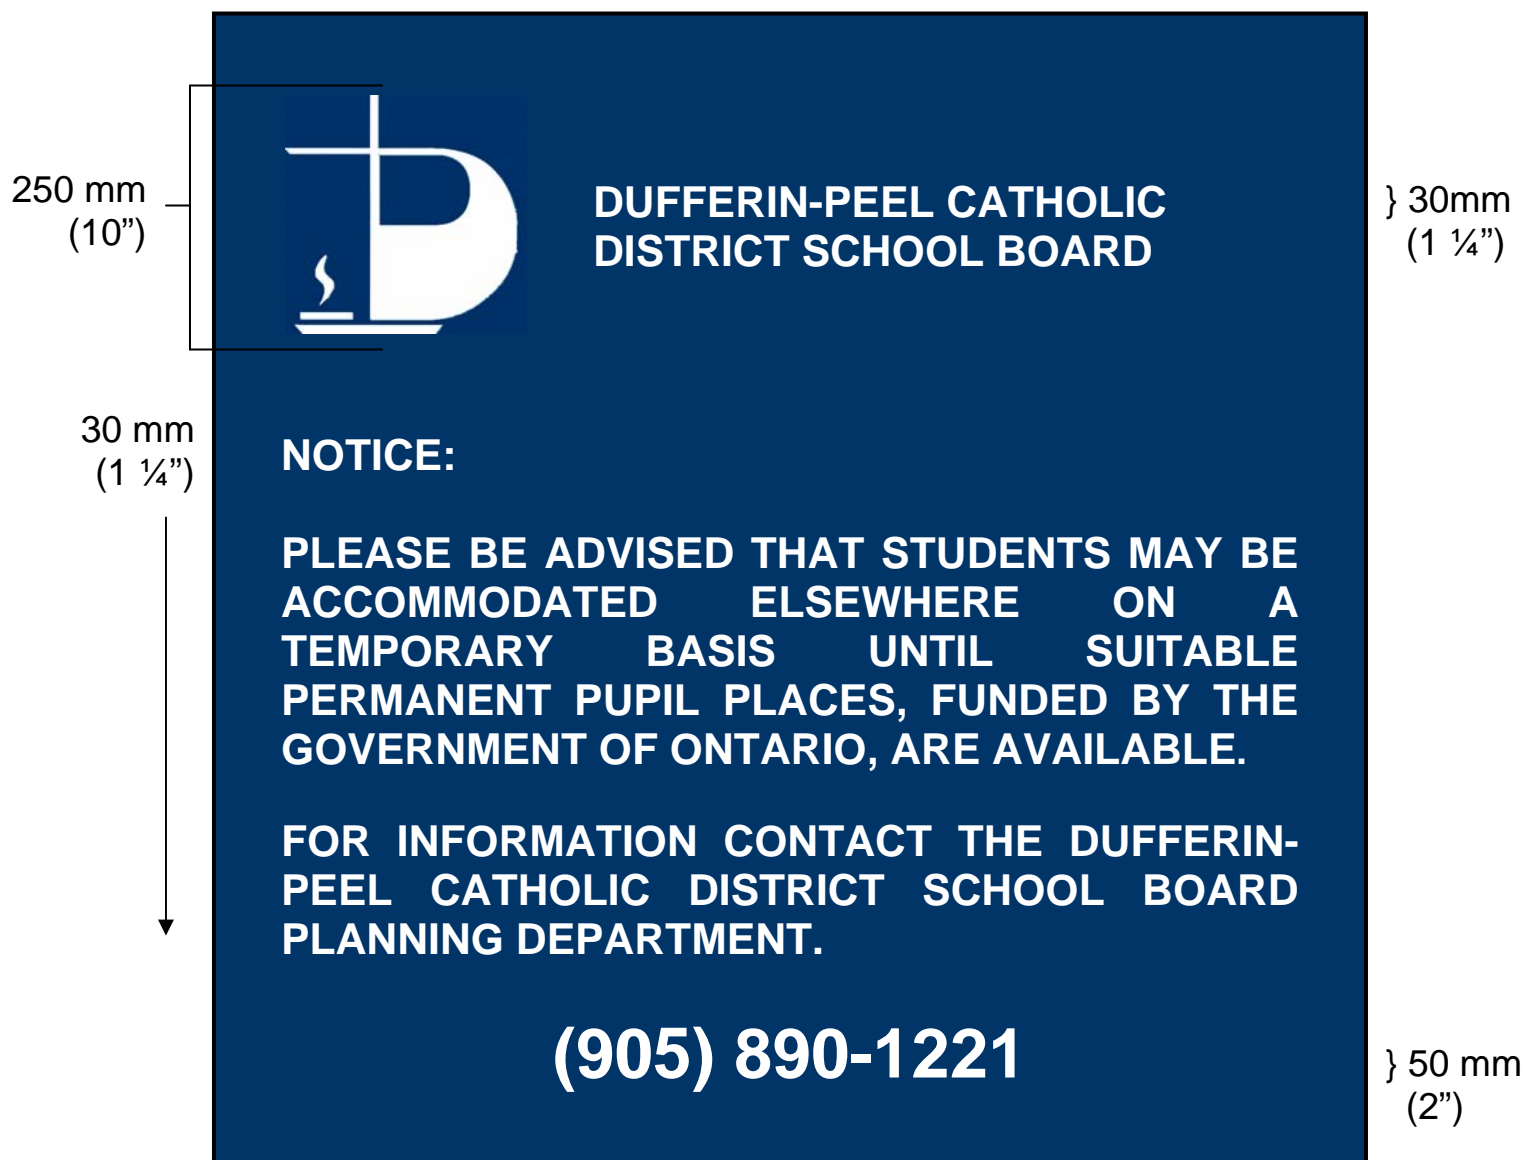 250 mm
(10”)
DUFFERIN-PEEL CATHOLIC
DISTRICT SCHOOL BOARD
} 30mm
(1 ¼”)
30 mm
(1 ¼”)
NOTICE:
PLEASE BE ADVISED THAT STUDENTS MAY BE
ACCOMMODATED ELSEWHERE ON A
TEMPORARY BASIS UNTIL SUITABLE
PERMANENT PUPIL PLACES, FUNDED BY THE
GOVERNMENT OF ONTARIO, ARE AVAILABLE.
FOR INFORMATION CONTACT THE DUFFERIN-
PEEL CATHOLIC DISTRICT SCHOOL BOARD
PLANNING DEPARTMENT.
(905) 890-1221
} 50 mm
(2”)